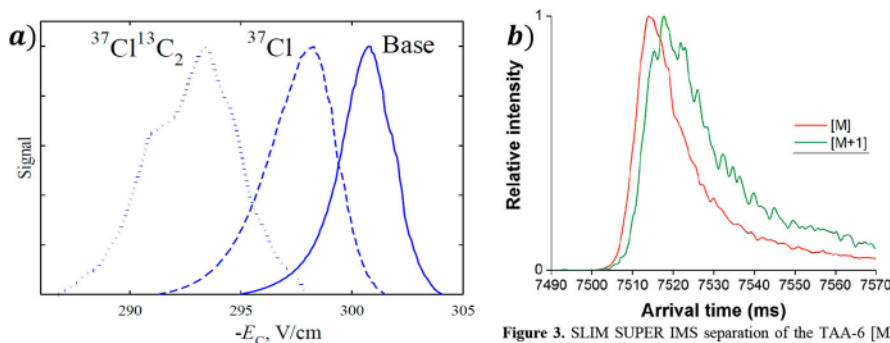 a)
³⁷Cl¹³C₂
³⁷Cl
Base
Signal
290
295
300
305
-E_C, V/cm
b)
1
Relative intensity
[M]
[M+1]
0
7490
7500
7510
7520
7530
7540
7550
7560
7570
Arrival time (ms)
Figure 3. SLIM SUPER IMS separation of the TAA-6 [M